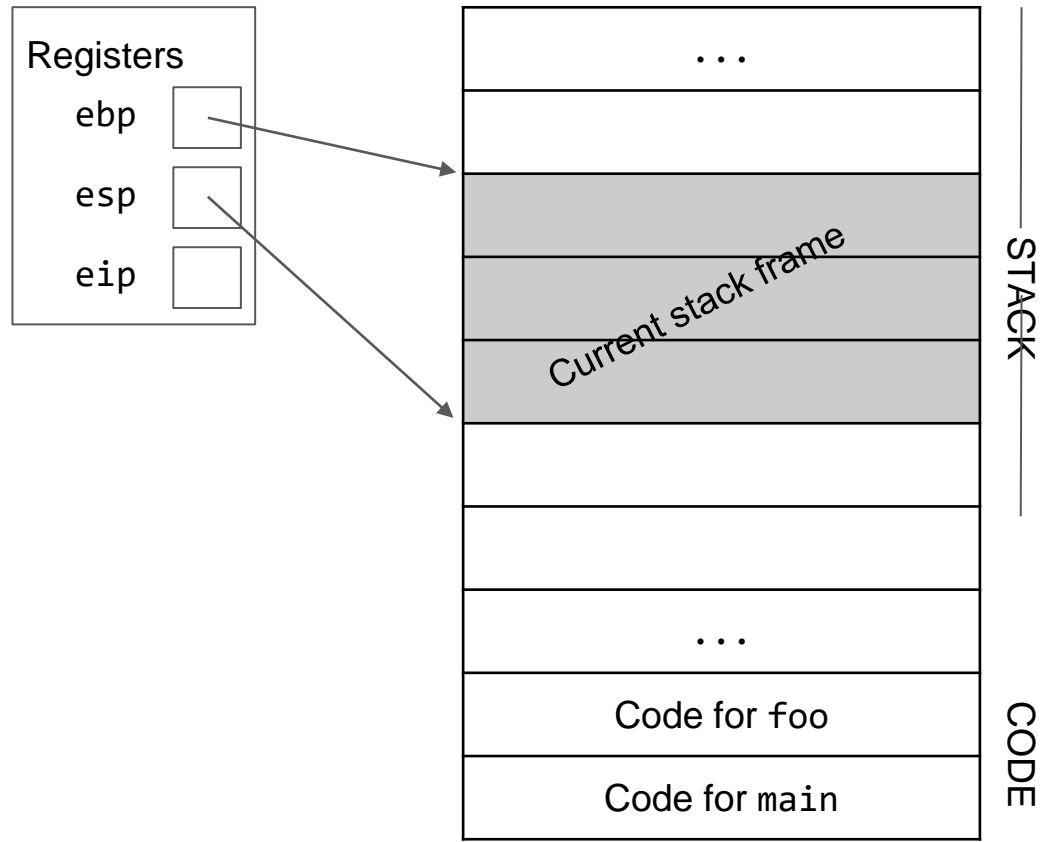 Registers
ebp
esp
eip
...
Current stack frame
...
Code for foo
Code for main
STACK
CODE